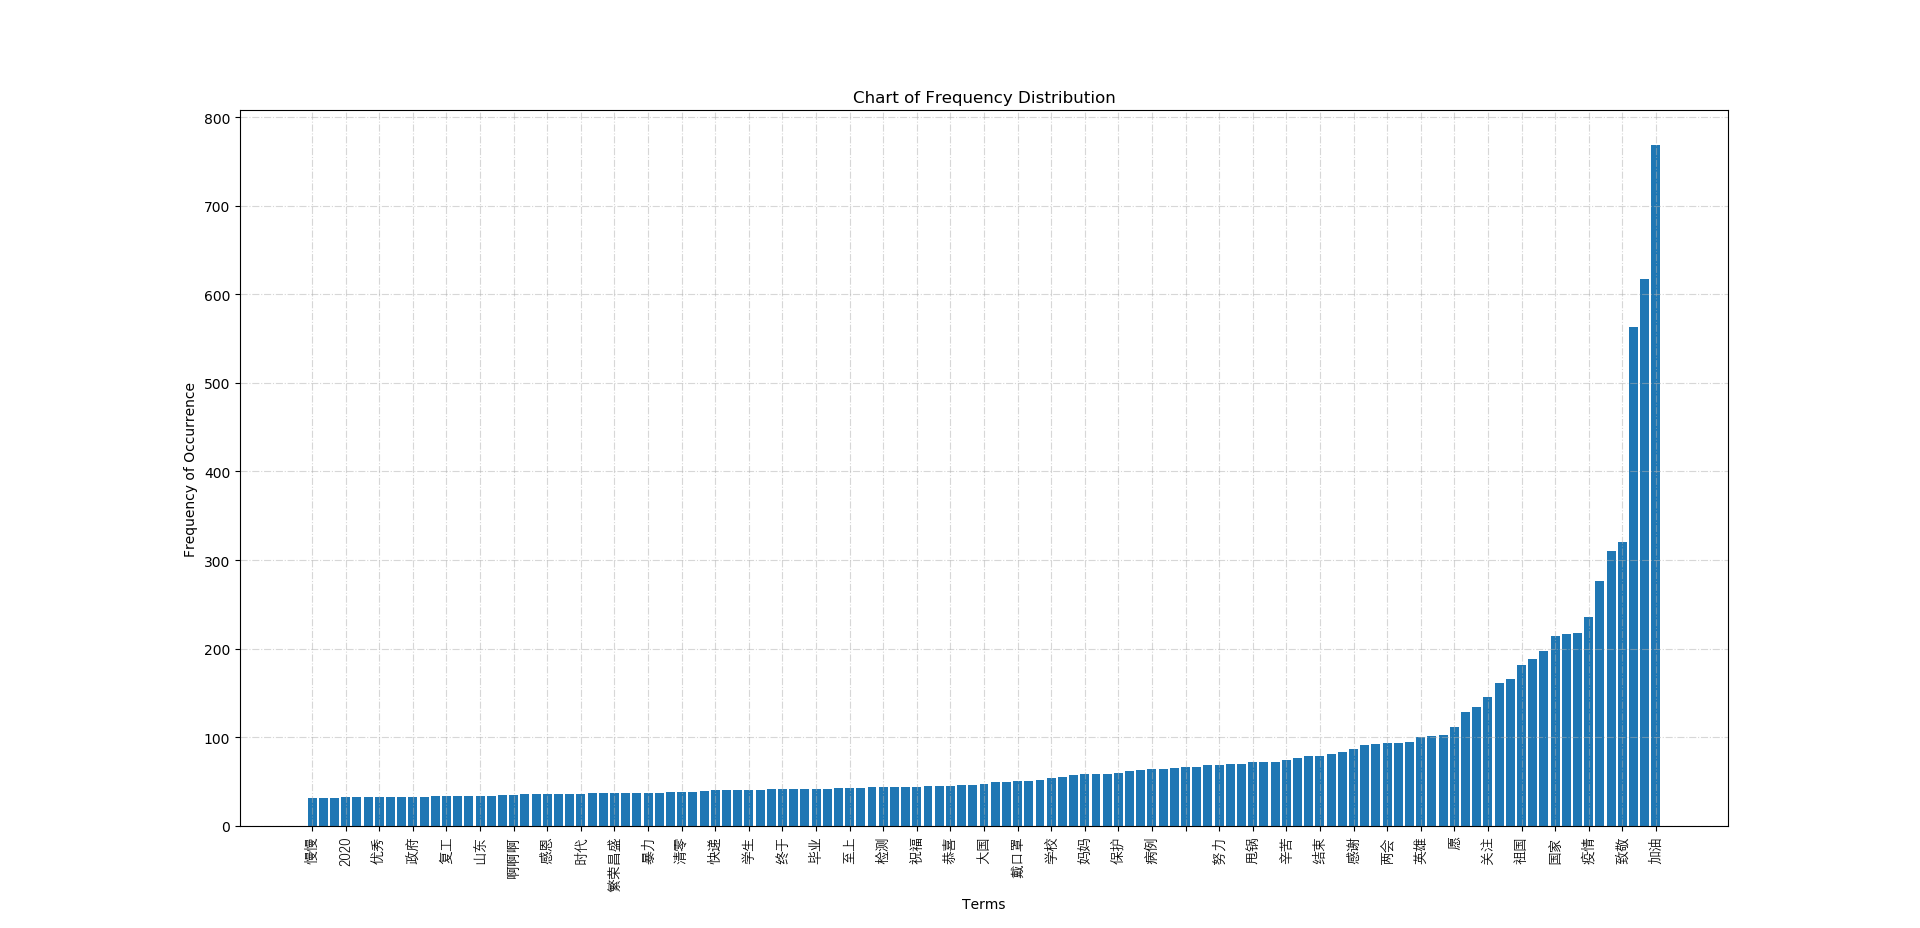 Chart of Frequency Distribution
800
700
600
500
400
300
200
100
0
Frequency of Occurrence
慢慢
2020
优秀
政府
复工
山东
啊啊啊
感恩
时代
繁荣昌盛
暴力
清零
快递
学生
终于
毕业
至上
检测
祝福
恭喜
大国
戴口罩
学校
妈妈
保护
病例
努力
甩锅
辛苦
结束
感谢
两会
英雄
愿
关注
祖国
国家
疫情
致敬
加油
Terms